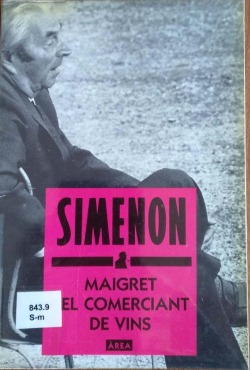 SIMENON
MAIGRET
EL COMERCIANT
DE VINS
ÀREA
843.9
S-m